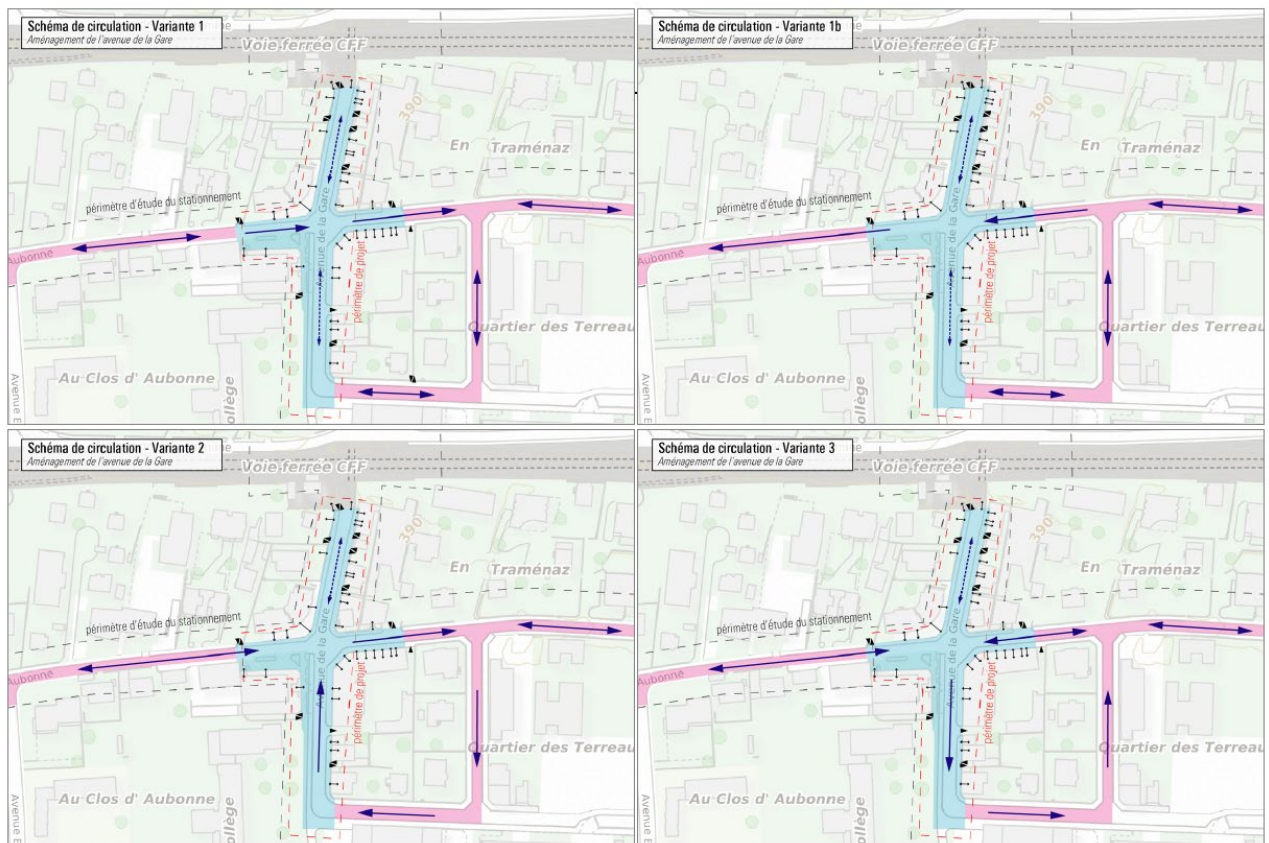 Schéma de circulation - Variante 1
Aménagement de l'avenue de la Gare
Voie ferrée CFF
390
En Traménaz
périmètre d'étude du stationnement
Avenue de la Gare
Aubonne
périmètre de projet
Quartier des Terreau
Au Clos d' Aubonne
ollège
Avenue E
Schéma de circulation - Variante 1b
Aménagement de l'avenue de la Gare
Voie ferrée CFF
390
En Traménaz
périmètre d'étude du stationnement
Avenue de la Gare
Aubonne
périmètre de projet
Quartier des Terreau
Au Clos d' Aubonne
ollège
Avenue E
Schéma de circulation - Variante 2
Aménagement de l'avenue de la Gare
Voie ferrée CFF
390
En Traménaz
périmètre d'étude du stationnement
Avenue de la Gare
Aubonne
périmètre de projet
Quartier des Terreau
Au Clos d' Aubonne
ollège
Avenue E
Schéma de circulation - Variante 3
Aménagement de l'avenue de la Gare
Voie ferrée CFF
390
En Traménaz
périmètre d'étude du stationnement
Avenue de la Gare
Aubonne
périmètre de projet
Quartier des Terreau
Au Clos d' Aubonne
ollège
Avenue E